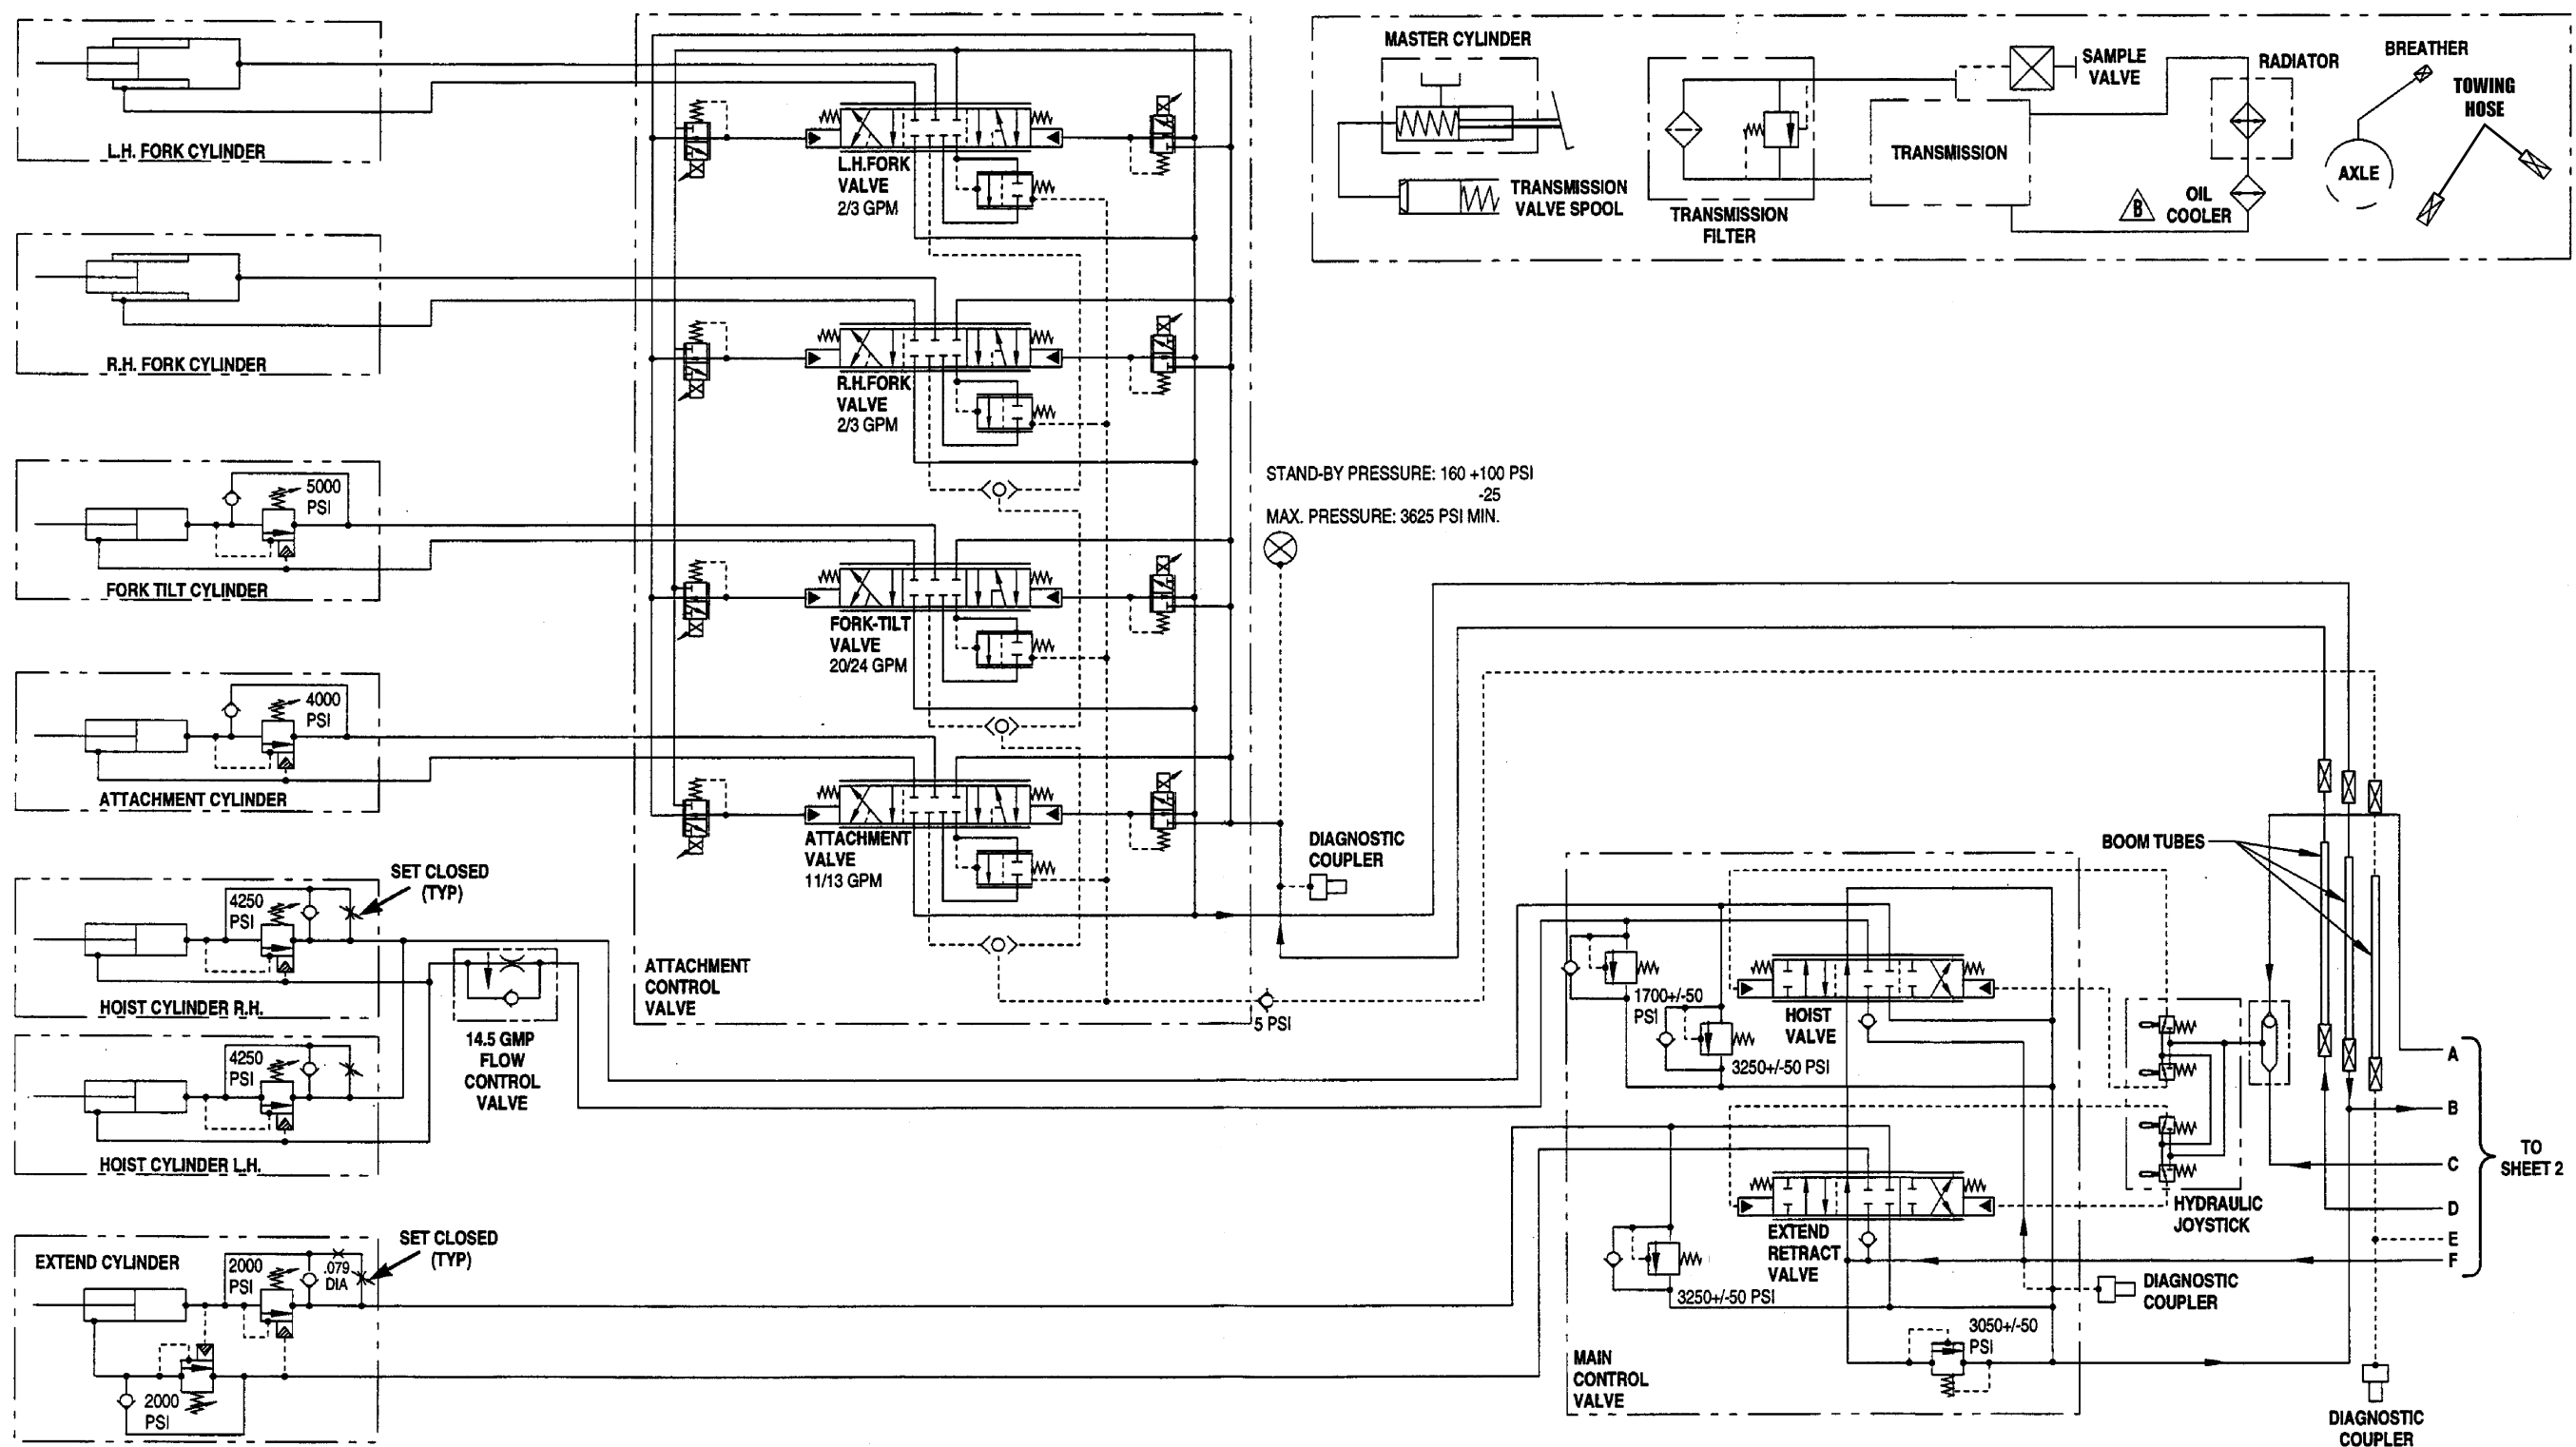 L.H. FORK CYLINDER
R.H. FORK CYLINDER
5000
PSI
FORK TILT CYLINDER
4000
PSI
ATTACHMENT CYLINDER
SET CLOSED
(TYP)
4250
PSI
HOIST CYLINDER R.H.
4250
PSI
HOIST CYLINDER L.H.
14.5 GMP
FLOW
CONTROL
VALVE
SET CLOSED
(TYP)
EXTEND CYLINDER
2000
PSI
.079
DIA
2000
PSI
L.H.FORK
VALVE
2/3 GPM
R.H.FORK
VALVE
2/3 GPM
FORK-TILT
VALVE
20/24 GPM
ATTACHMENT
VALVE
11/13 GPM
ATTACHMENT
CONTROL
VALVE
5 PSI
STAND-BY PRESSURE: 160 +100 PSI
-25
MAX. PRESSURE: 3625 PSI MIN.
DIAGNOSTIC
COUPLER
MASTER CYLINDER
TRANSMISSION
VALVE SPOOL
TRANSMISSION
FILTER
TRANSMISSION
SAMPLE
VALVE
RADIATOR
B
OIL
COOLER
BREATHER
AXLE
TOWING
HOSE
BOOM TUBES
1700+/-50
PSI
3250+/-50 PSI
HOIST
VALVE
EXTEND
RETRACT
VALVE
3250+/-50 PSI
3050+/-50
PSI
MAIN
CONTROL
VALVE
HYDRAULIC
JOYSTICK
DIAGNOSTIC
COUPLER
DIAGNOSTIC
COUPLER
A
B
C
D
E
F
TO
SHEET 2